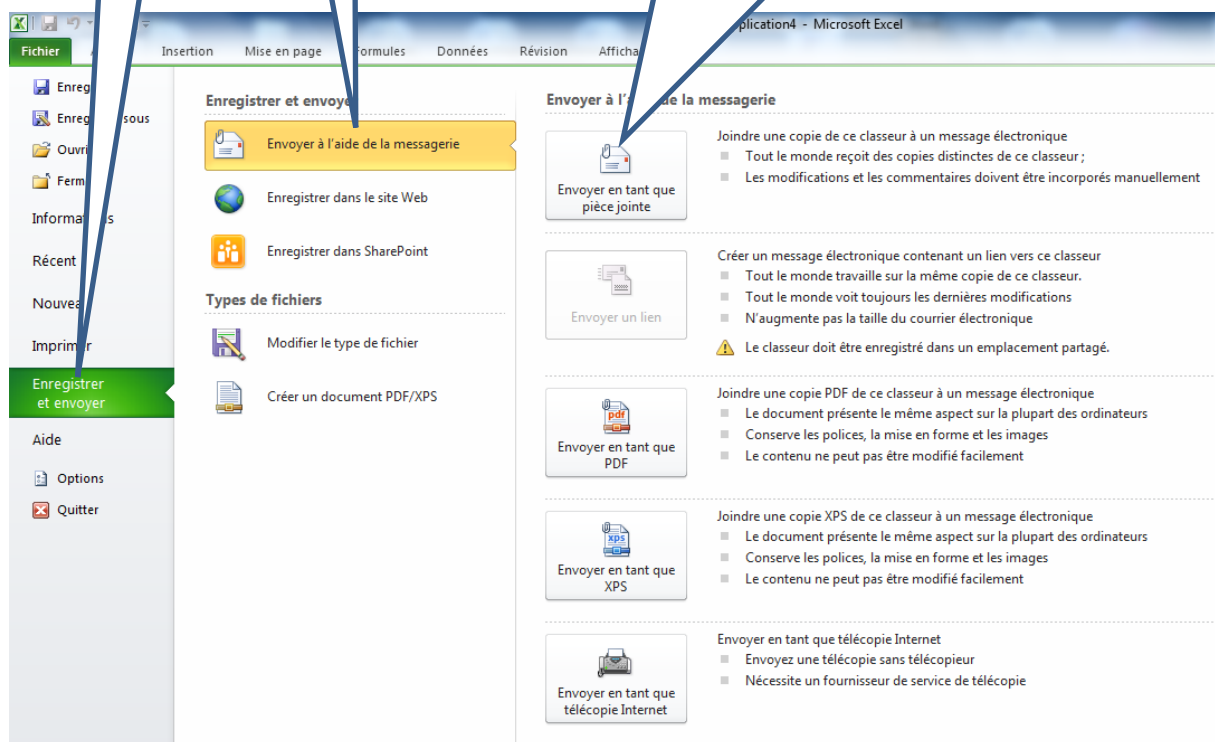 plication4 - Microsoft Excel
Fichier Insertion Mise en page Formules Données Révision Afficha
Enreg
Enreg sous
Ouvri
Ferm
Informa s
Récent
Nouvea
Imprimer
Enregistrer
et envoyer
Aide
Options
Quitter
Enregistrer et envoye
Envoyer à l'aide de la messagerie
Enregistrer dans le site Web
Enregistrer dans SharePoint
Types de fichiers
Modifier le type de fichier
Créer un document PDF/XPS
Envoyer à l'a de de la messagerie
Envoyer en tant que
pièce jointe
Joindre une copie de ce classeur à un message électronique
Tout le monde reçoit des copies distinctes de ce classeur ;
Les modifications et les commentaires doivent être incorporés manuellement
Envoyer un lien
Créer un message électronique contenant un lien vers ce classeur
Tout le monde travaille sur la même copie de ce classeur.
Tout le monde voit toujours les dernières modifications
N'augmente pas la taille du courrier électronique
Le classeur doit être enregistré dans un emplacement partagé.
pdf
Envoyer en tant que
PDF
Joindre une copie PDF de ce classeur à un message électronique
Le document présente le même aspect sur la plupart des ordinateurs
Conserve les polices, la mise en forme et les images
Le contenu ne peut pas être modifié facilement
xps
Envoyer en tant que
XPS
Joindre une copie XPS de ce classeur à un message électronique
Le document présente le même aspect sur la plupart des ordinateurs
Conserve les polices, la mise en forme et les images
Le contenu ne peut pas être modifié facilement
Envoyer en tant que
télécopie Internet
Envoyer en tant que télécopie Internet
Envoyez une télécopie sans télécopieur
Nécessite un fournisseur de service de télécopie